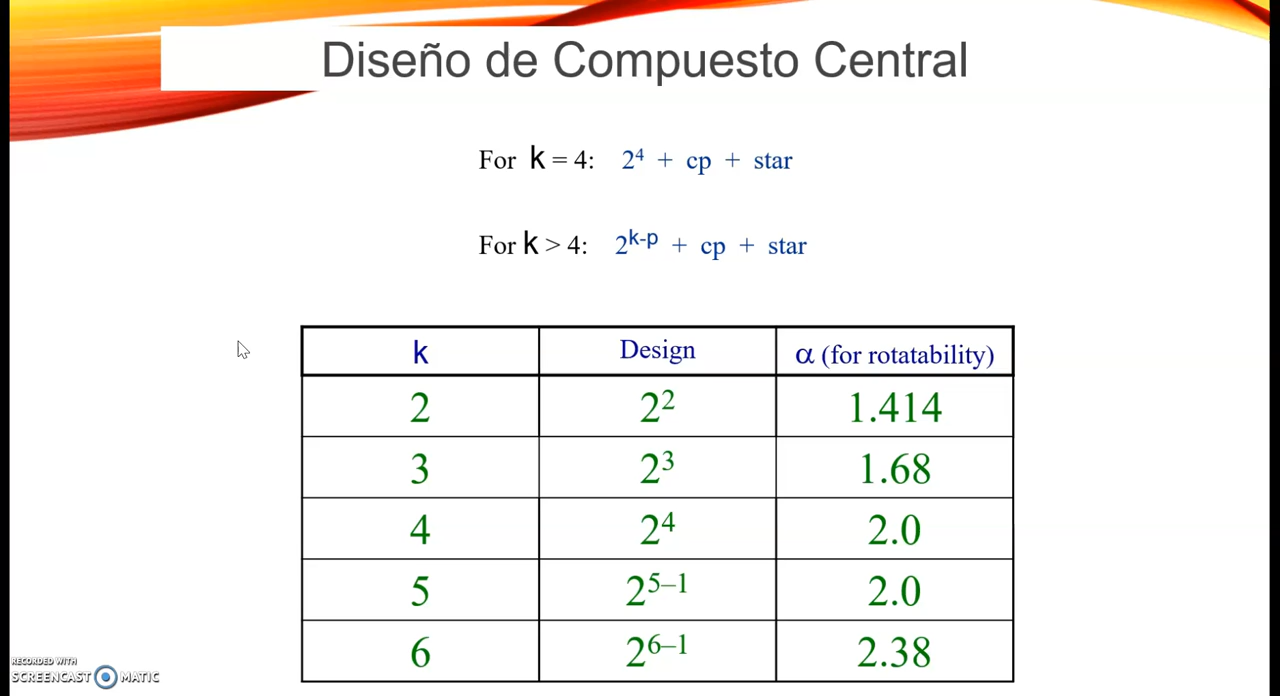 Diseño de Compuesto Central
For k = 4: 2⁴ + cp + star
For k > 4: 2ᵏ⁻ᵖ + cp + star
k Design α (for rotatability)
2 2² 1.414
3 2³ 1.68
4 2⁴ 2.0
5 2⁵⁻¹ 2.0
6 2⁶⁻¹ 2.38
RECORDED WITH
SCREENCAST MATIC